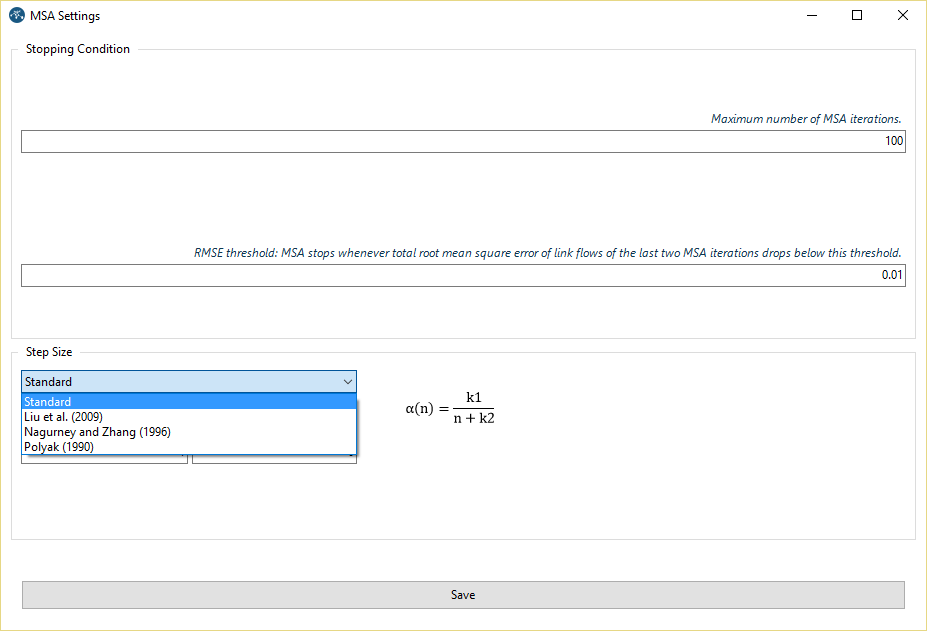 MSA Settings
Stopping Condition
Maximum number of MSA iterations.
100
RMSE threshold: MSA stops whenever total root mean square error of link flows of the last two MSA iterations drops below this threshold.
0.01
Step Size
Standard
Standard
Liu et al. (2009)
Nagurney and Zhang (1996)
Polyak (1990)
α(n) = k1 / n + k2
Save